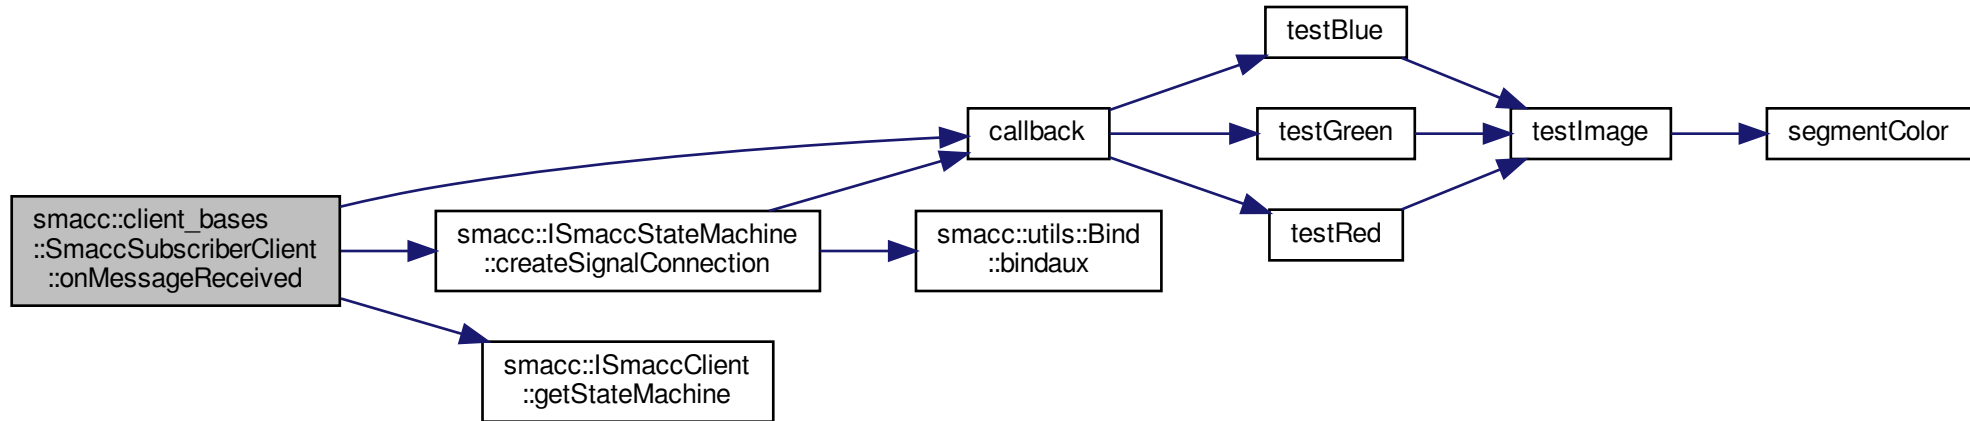 smacc::client_bases
::SmaccSubscriberClient
::onMessageReceived
smacc::ISmaccStateMachine
::createSignalConnection
smacc::ISmaccClient
::getStateMachine
callback
smacc::utils::Bind
::bindaux
testBlue
testGreen
testRed
testImage
segmentColor